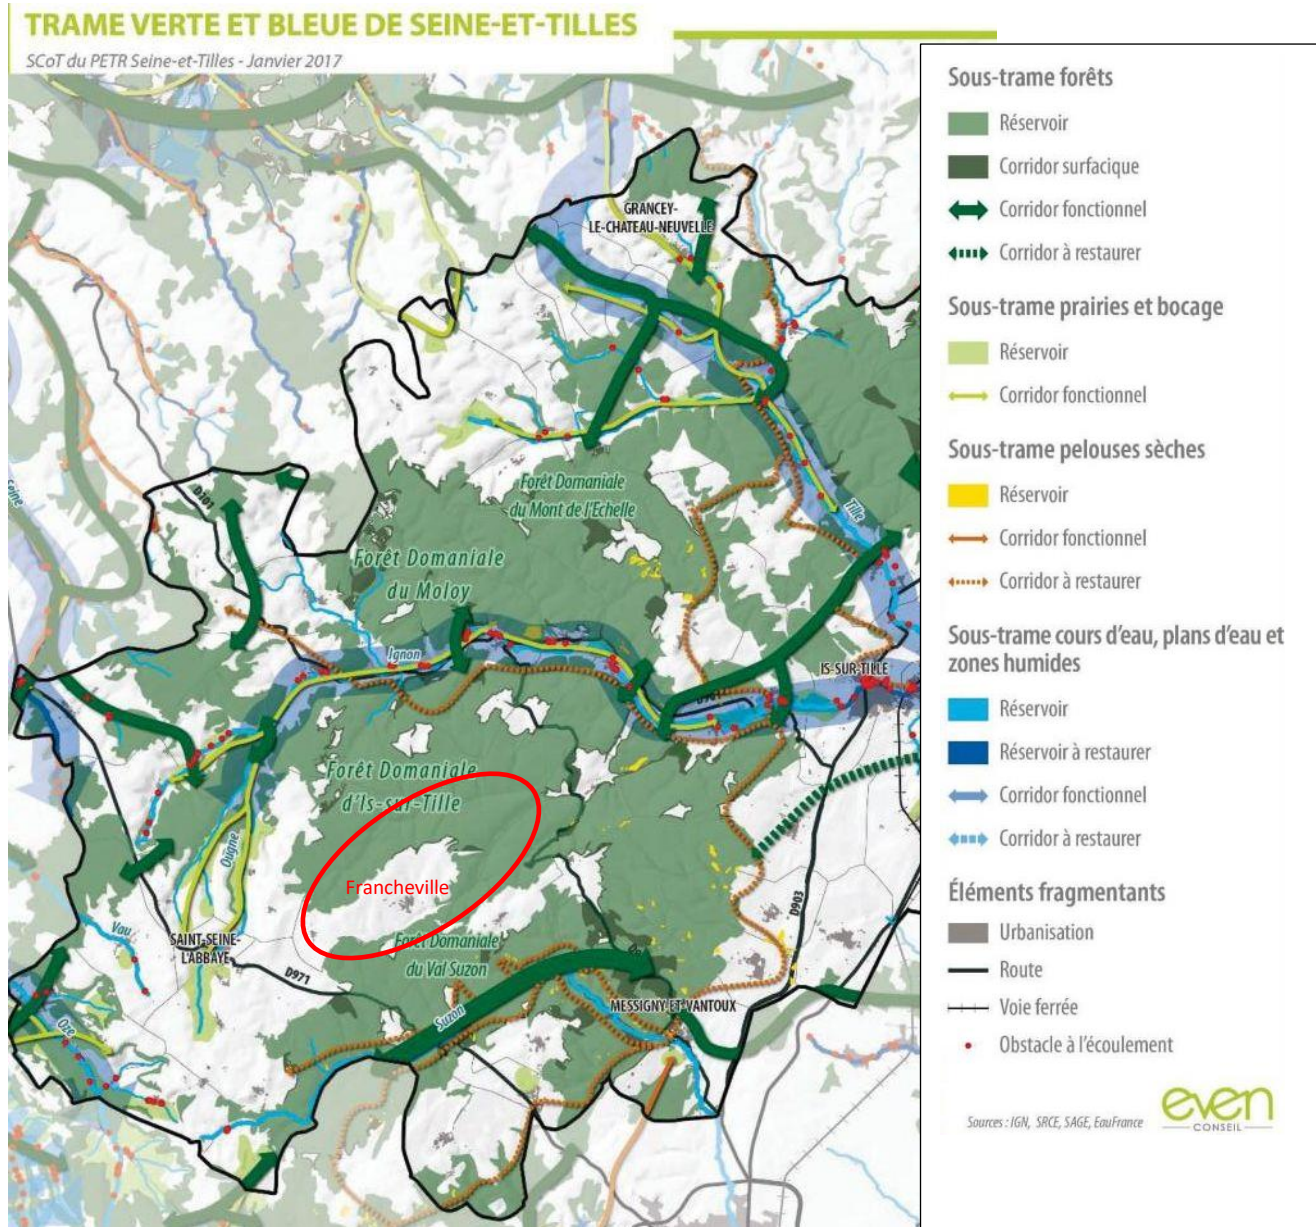 TRAME VERTE ET BLEUE DE SEINE-ET-TILLES
SCoT du PETR Seine-et-Tilles - Janvier 2017
GRANCEY-
LE-CHATEAU-NEUVELLE
Seine
D901
Forêt Domaniale
du Mont de l'Echelle
Tille
Forêt Domaniale
du Moloy
Ignon
IS-SUR-TILLE
D901
Forêt Domaniale
d'Is-sur-Tille
Ougne
Francheville
D903
Vau
SAINT-SEINE-
L'ABBAYE
Forêt Domaniale
du Val Suzon
D971
MESSIGNY-ET-VANTOUX
Suzon
Oze
Sous-trame forêts
Réservoir
Corridor surfacique
Corridor fonctionnel
Corridor à restaurer
Sous-trame prairies et bocage
Réservoir
Corridor fonctionnel
Sous-trame pelouses sèches
Réservoir
Corridor fonctionnel
Corridor à restaurer
Sous-trame cours d'eau, plans d'eau et
zones humides
Réservoir
Réservoir à restaurer
Corridor fonctionnel
Corridor à restaurer
Éléments fragmentants
Urbanisation
Route
Voie ferrée
Obstacle à l'écoulement
Sources : IGN, SRCE, SAGE, EauFrance
even
CONSEIL